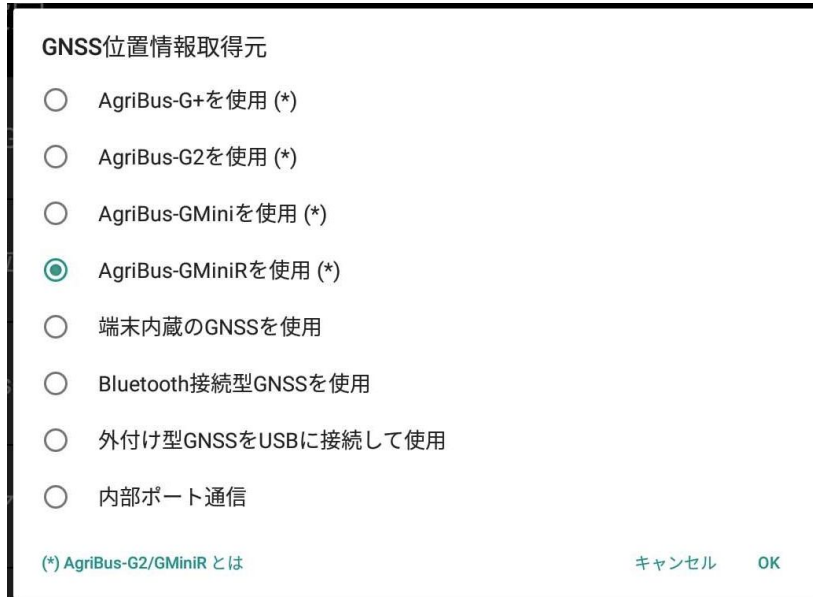 GNSS位置情報取得元
AgriBus-G+を使用 (*)
AgriBus-G2を使用 (*)
AgriBus-GMiniを使用 (*)
AgriBus-GMiniRを使用 (*)
端末内蔵のGNSSを使用
Bluetooth接続型GNSSを使用
外付け型GNSSをUSBに接続して使用
内部ポート通信
(*) AgriBus-G2/GMiniR とは
キャンセル OK